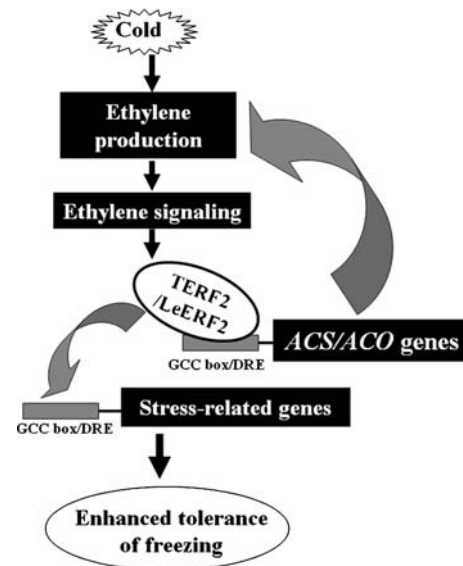 Cold
Ethylene
production
Ethylene signaling
TERF2
/LeERF2
ACS/ACO genes
GCC box/DRE
Stress-related genes
GCC box/DRE
Enhanced tolerance
of freezing